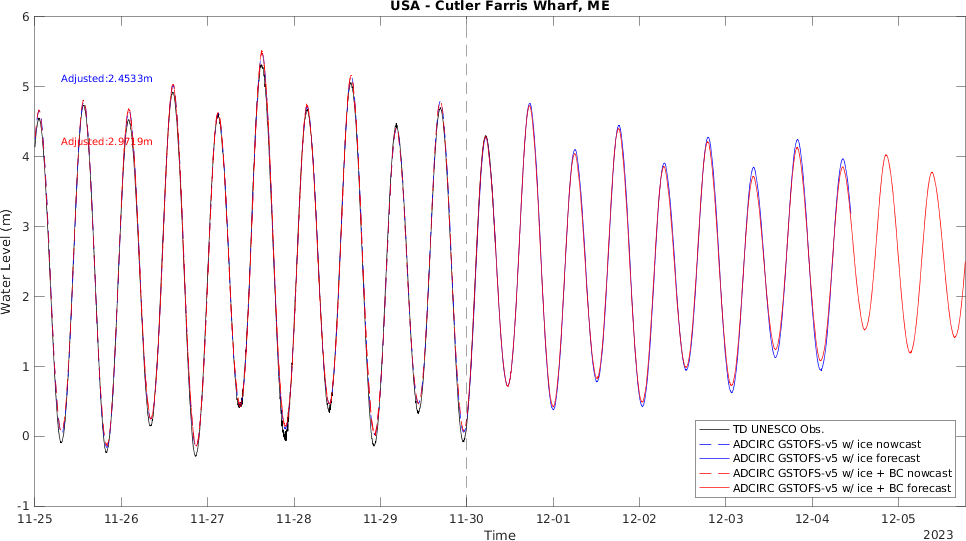 USA - Cutler Farris Wharf, ME
6
5
4
3
2
1
0
-1
Water Level (m)
Adjusted:2.4533m
Adjusted:2.9719m
TD UNESCO Obs.
ADCIRC GSTOFS-v5 w/ ice nowcast
ADCIRC GSTOFS-v5 w/ ice forecast
ADCIRC GSTOFS-v5 w/ ice + BC nowcast
ADCIRC GSTOFS-v5 w/ ice + BC forecast
11-25 11-26 11-27 11-28 11-29 11-30 12-01 12-02 12-03 12-04 12-05
Time
2023